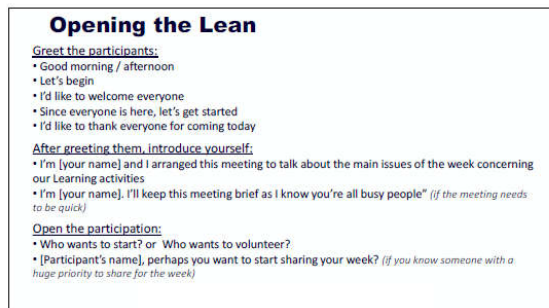 Opening the Lean
Greet the participants:
• Good morning / afternoon
• Let's begin
• I'd like to welcome everyone
• Since everyone is here, let's get started
• I'd like to thank everyone for coming today
After greeting them, introduce yourself:
• I'm [your name] and I arranged this meeting to talk about the main issues of the week concerning
our Learning activities
• I'm [your name]. I'll keep this meeting brief as I know you're all busy people" (if the meeting needs
to be quick)
Open the participation:
• Who wants to start? or Who wants to volunteer?
• [Participant's name], perhaps you want to start sharing your week? (if you know someone with a
huge priority to share for the week)